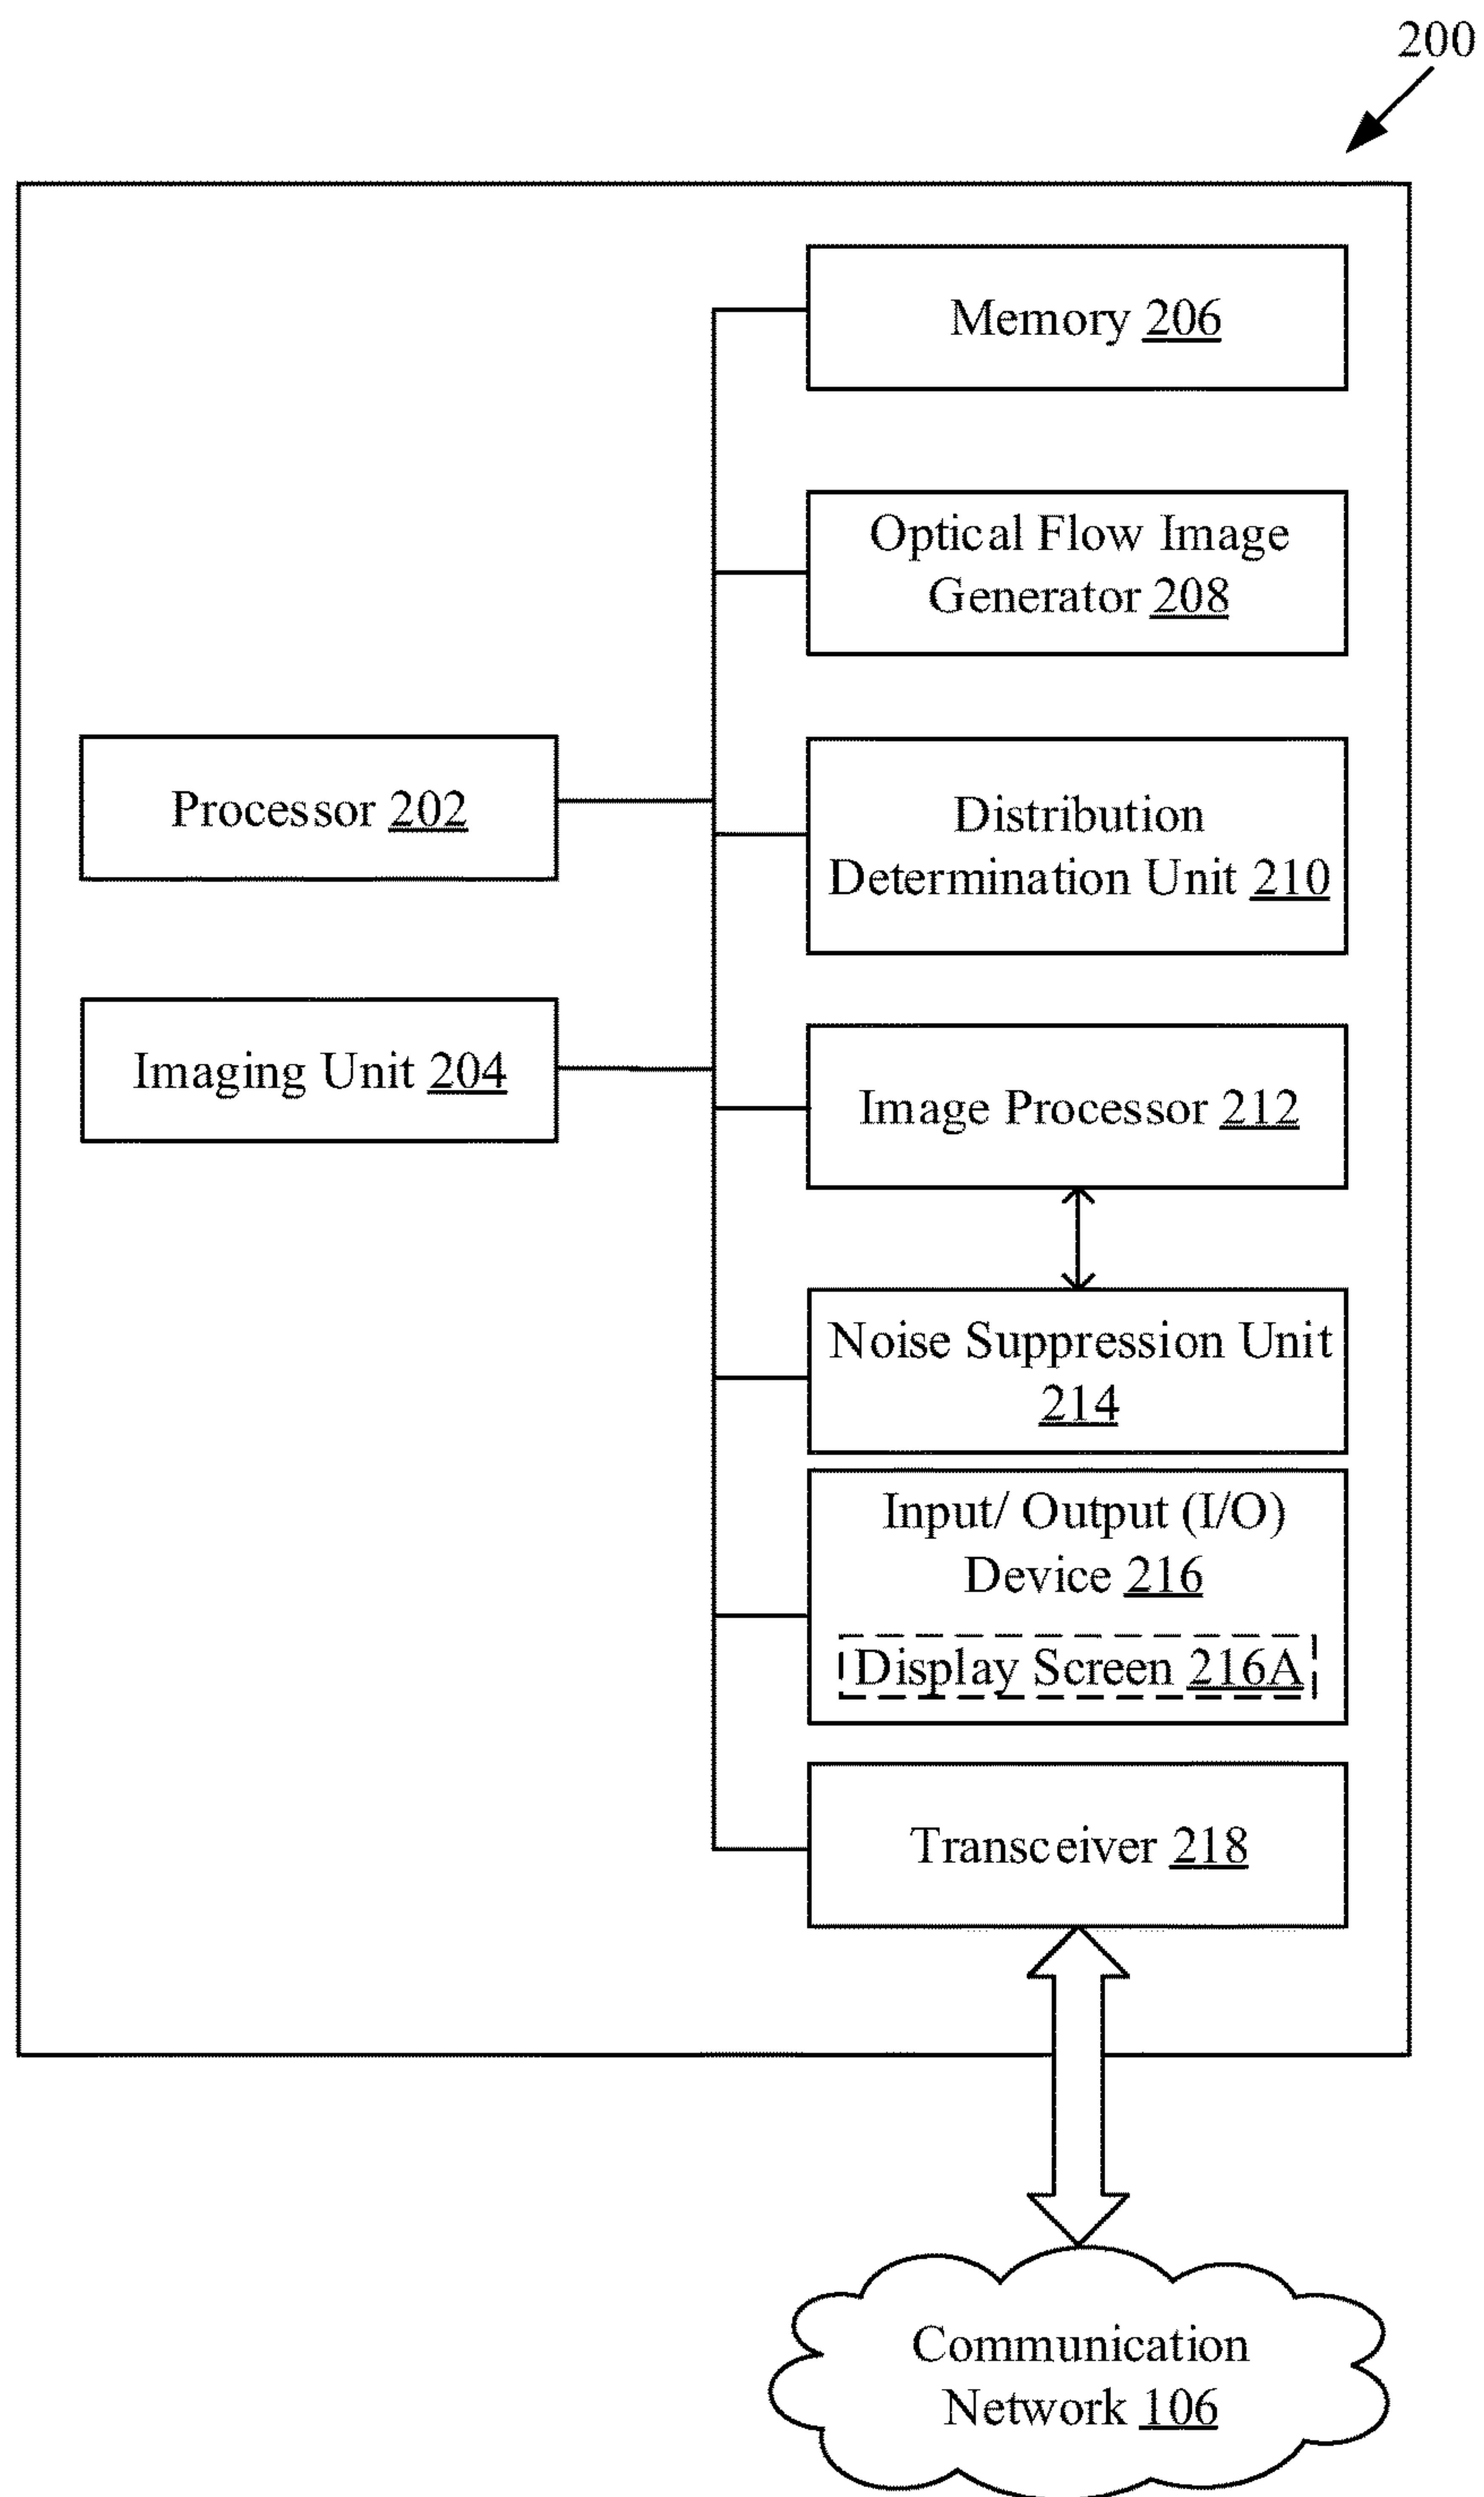 200
Memory 206
Optical Flow Image
Generator 208
Processor 202
Distribution
Determination Unit 210
Imaging Unit 204
Image Processor 212
Noise Suppression Unit
214
Input/ Output (I/O)
Device 216
Display Screen 216A
Transceiver 218
Communication
Network 106